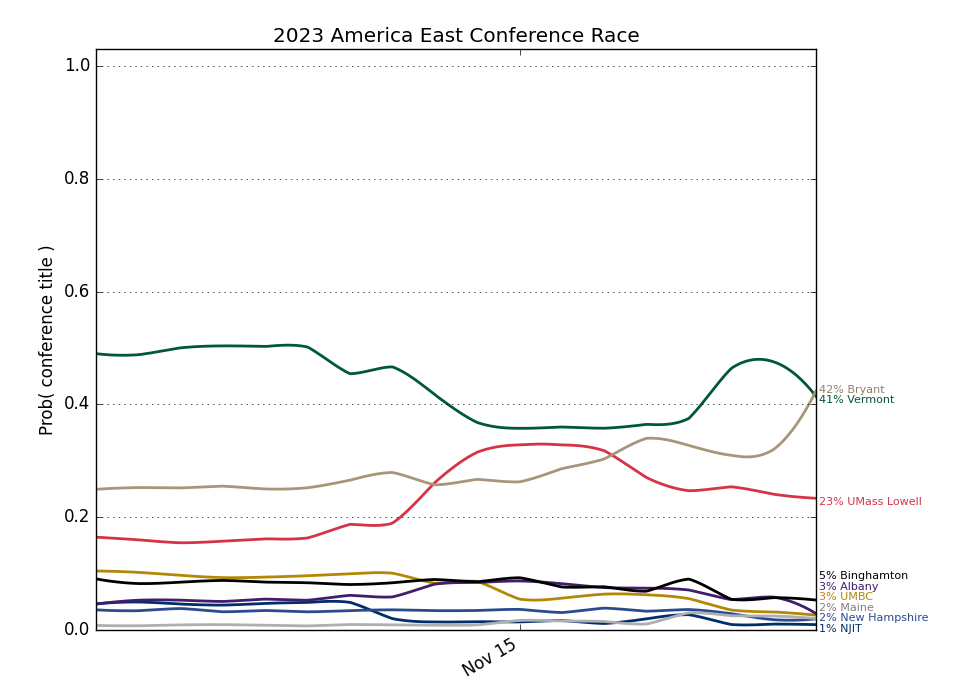 2023 America East Conference Race
1.0
0.8
0.6
0.4
0.2
0.0
Prob( conference title )
Nov 15
42% Bryant
41% Vermont
23% UMass Lowell
5% Binghamton
3% Albany
3% UMBC
2% Maine
2% New Hampshire
1% NJIT